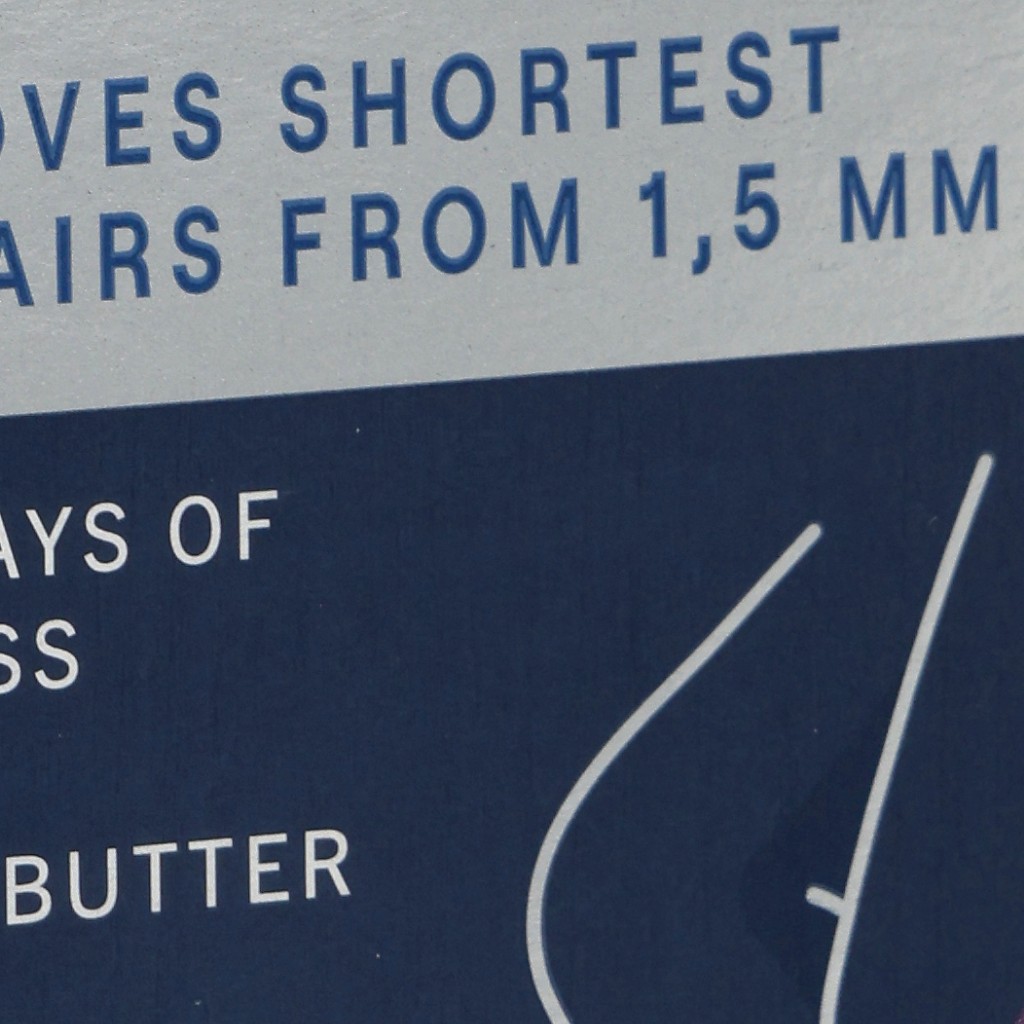 OVES SHORTEST
AIRS FROM 1,5 MM
AYS OF
SS
BUTTER